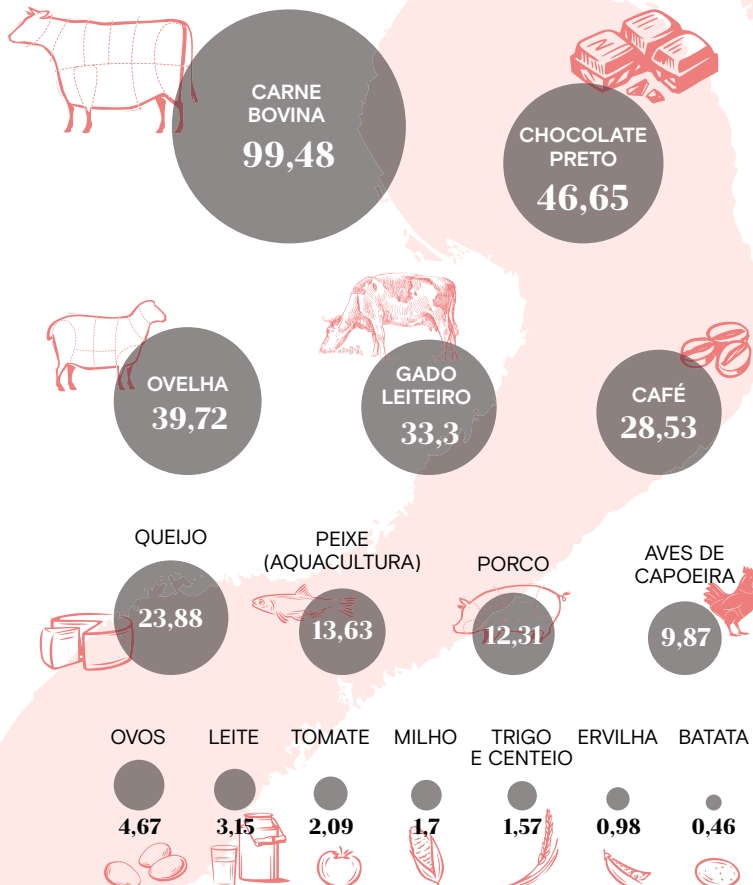 CARNE
BOVINA
99,48
CHOCOLATE
PRETO
46,65
OVELHA
39,72
GADO
LEITEIRO
33,3
CAFÉ
28,53
QUEIJO
23,88
PEIXE
(AQUACULTURA)
13,63
PORCO
12,31
AVES DE
CAPOEIRA
9,87
OVOS
4,67
LEITE
3,15
TOMATE
2,09
MILHO
1,7
TRIGO
E CENTEIO
1,57
ERVILHA
0,98
BATATA
0,46